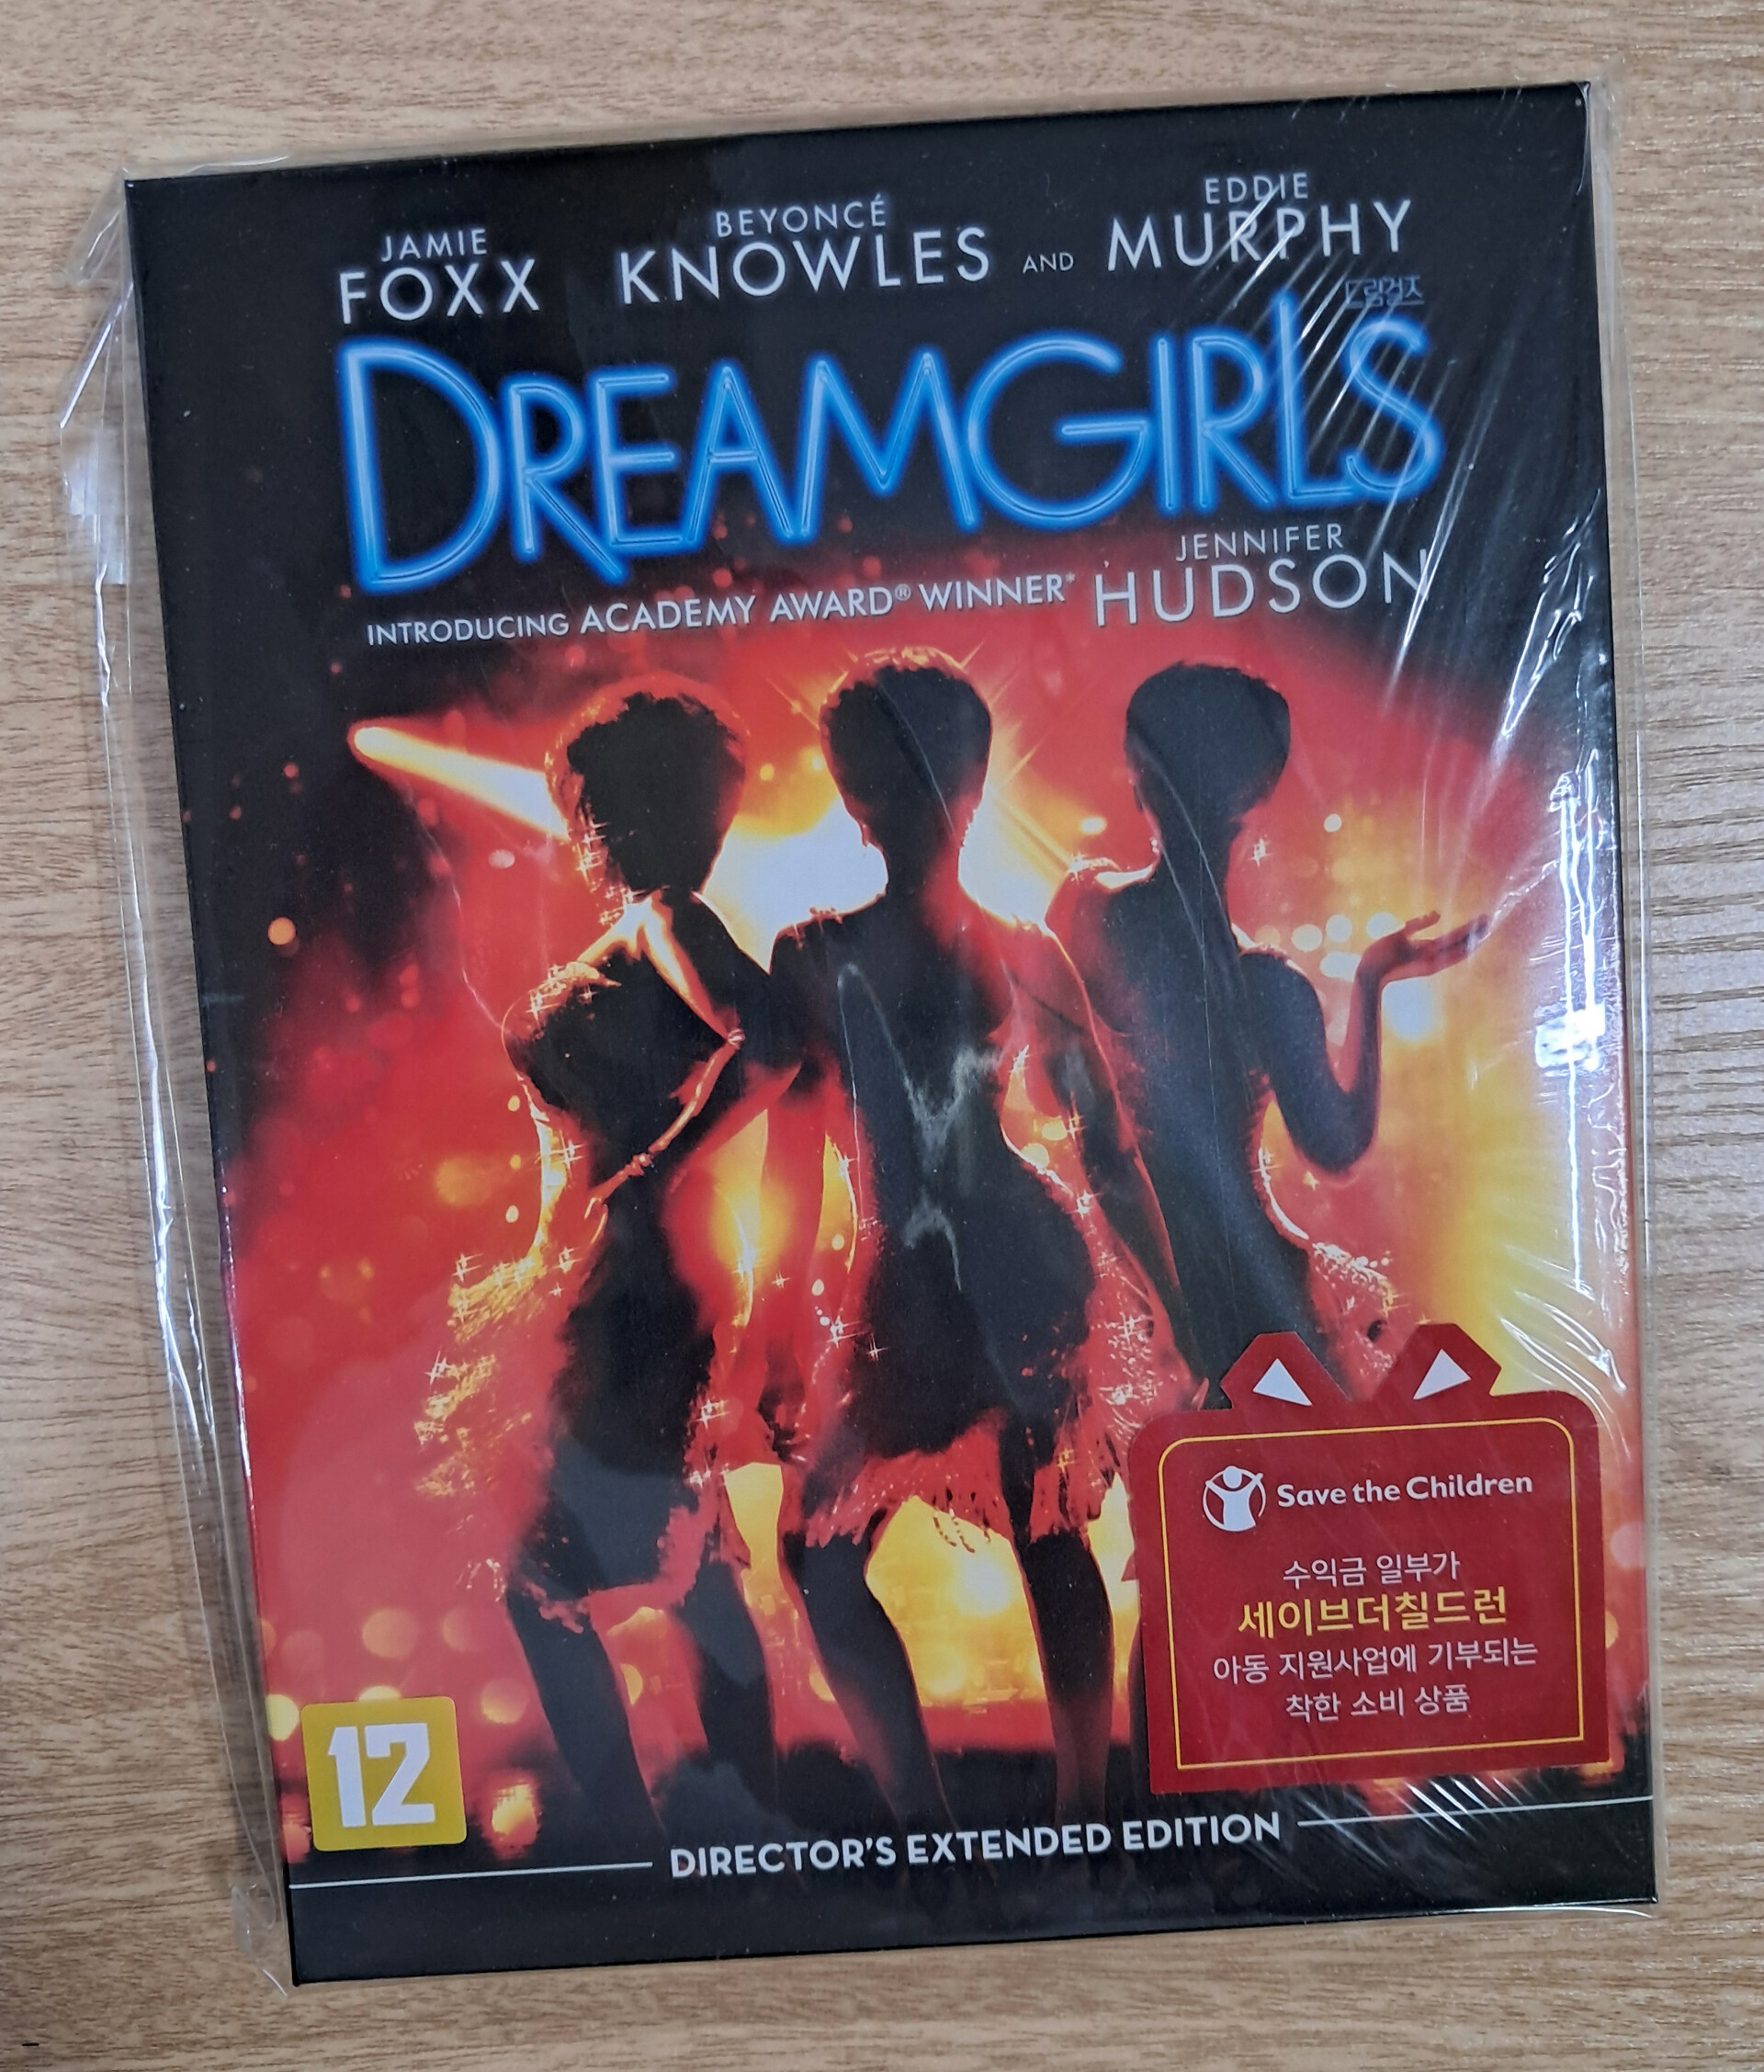 JAMIE
FOXX
BEYONCÉ
KNOWLES
AND
EDDIE
MURPHY
드림걸즈
DREAMGIRLS
INTRODUCING ACADEMY AWARD® WINNER*
JENNIFER
HUDSON
Save the Children
수익금 일부가
세이브더칠드런
아동 지원사업에 기부되는
착한 소비 상품
12
DIRECTOR'S EXTENDED EDITION